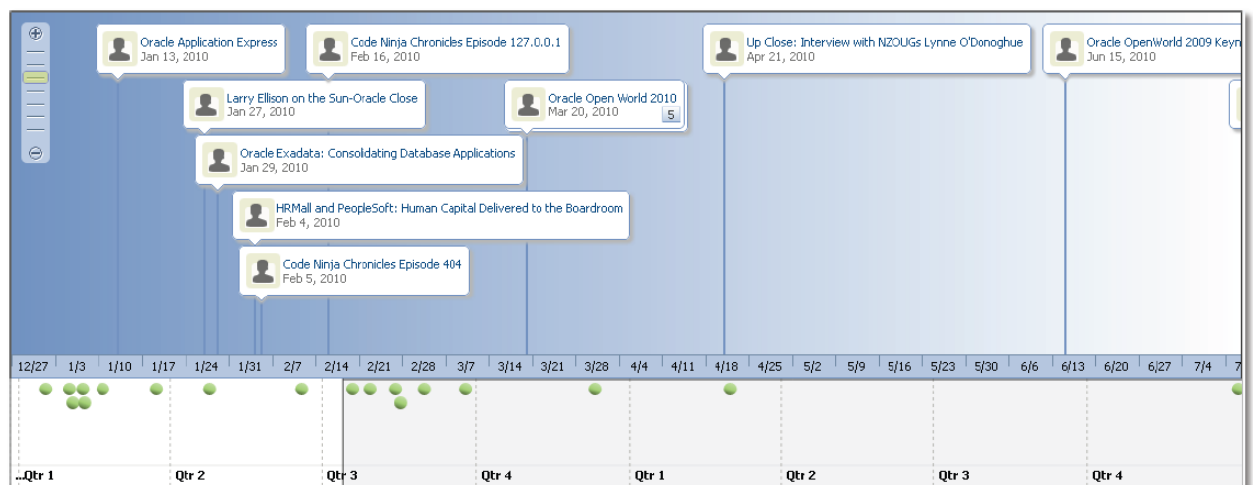 Oracle Application Express
Jan 13, 2010
Code Ninja Chronicles Episode 127.0.0.1
Feb 16, 2010
Up Close: Interview with NZOUGs Lynne O'Donoghue
Apr 21, 2010
Oracle OpenWorld 2009 Keyn
Jun 15, 2010
Larry Ellison on the Sun-Oracle Close
Jan 27, 2010
Oracle Open World 2010
Mar 20, 2010
5
Oracle Exadata: Consolidating Database Applications
Jan 29, 2010
HRMall and PeopleSoft: Human Capital Delivered to the Boardroom
Feb 4, 2010
Code Ninja Chronicles Episode 404
Feb 5, 2010
12/27 1/3 1/10 1/17 1/24 1/31 2/7 2/14 2/21 2/28 3/7 3/14 3/21 3/28 4/4 4/11 4/18 4/25 5/2 5/9 5/16 5/23 5/30 6/6 6/13 6/20 6/27 7/4 7
...Qtr 1 Qtr 2 Qtr 3 Qtr 4 Qtr 1 Qtr 2 Qtr 3 Qtr 4